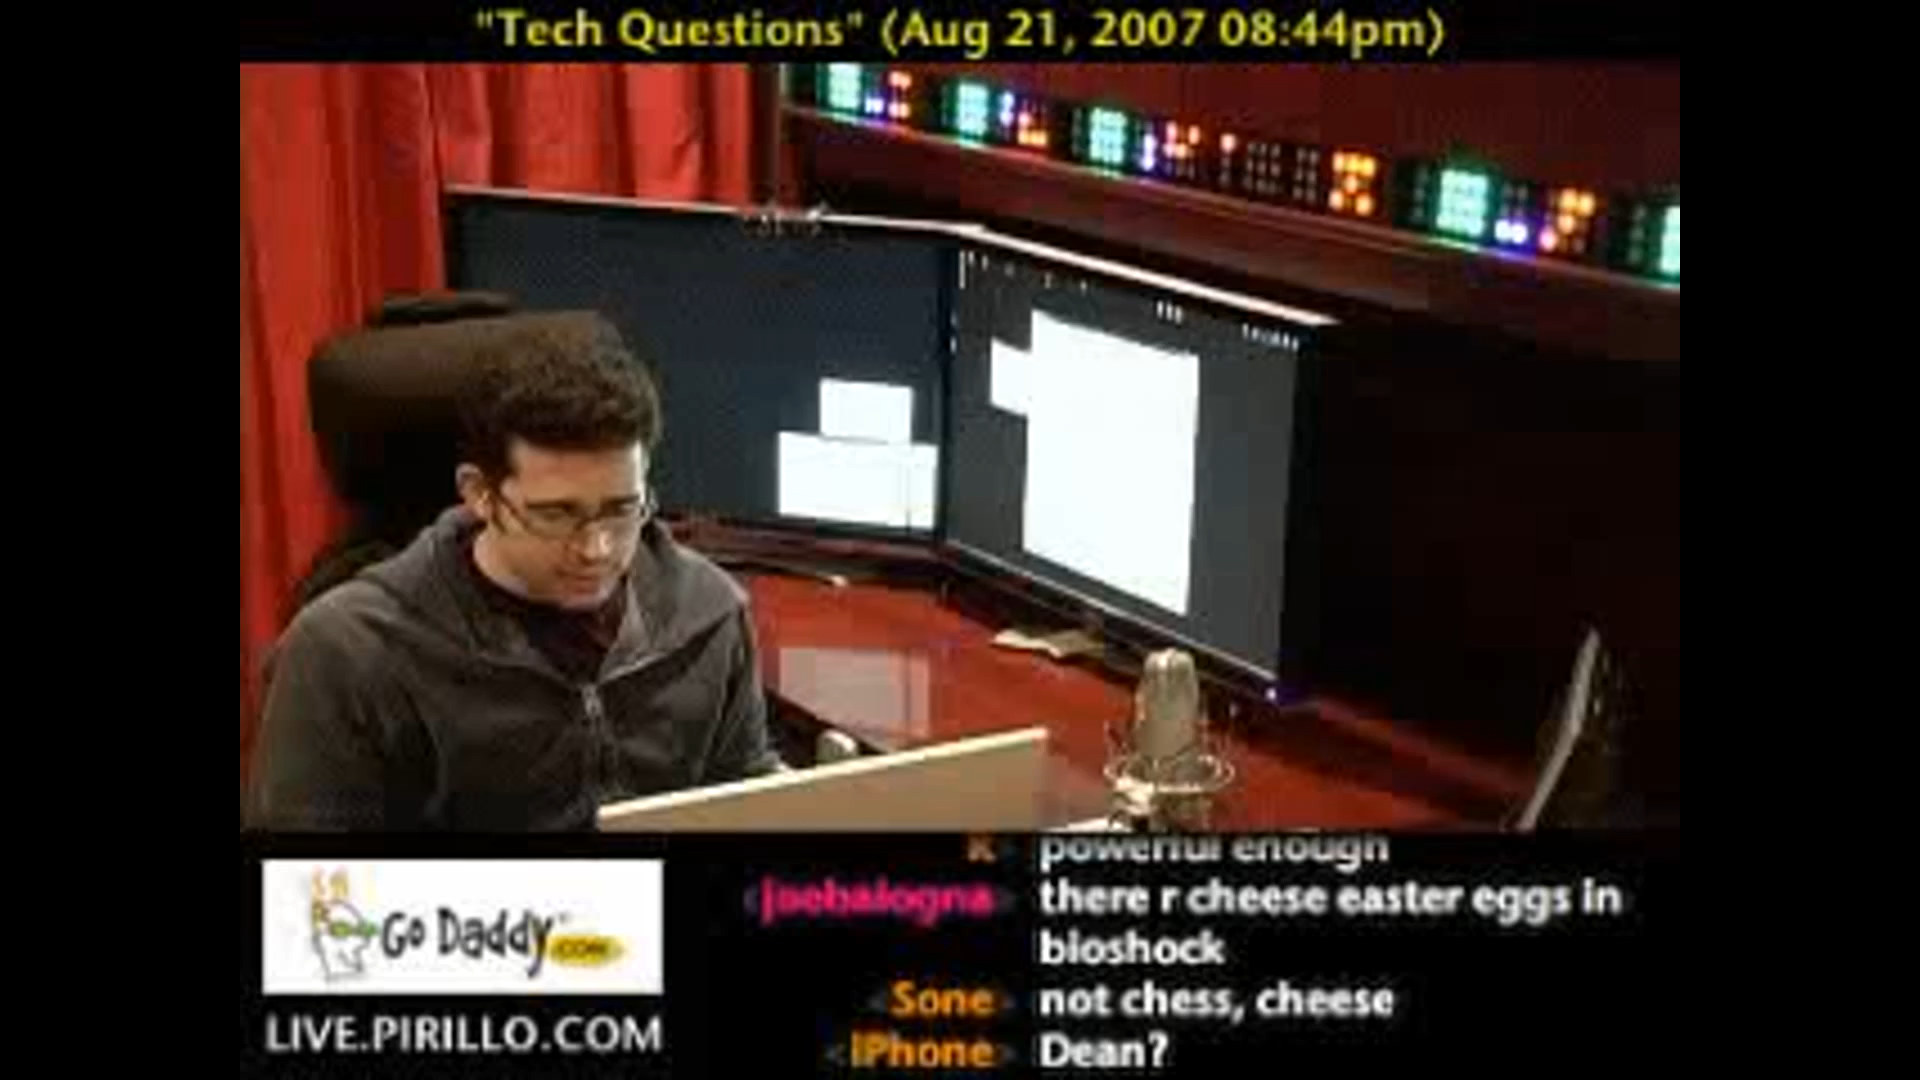 "Tech Questions" (Aug 21, 2007 08:44pm)
powerful enough
<joebalogna> there r cheese easter eggs in
bioshock
<Sone> not chess, cheese
<iPhone> Dean?
Go Daddy.COM
LIVE.PIRILLO.COM